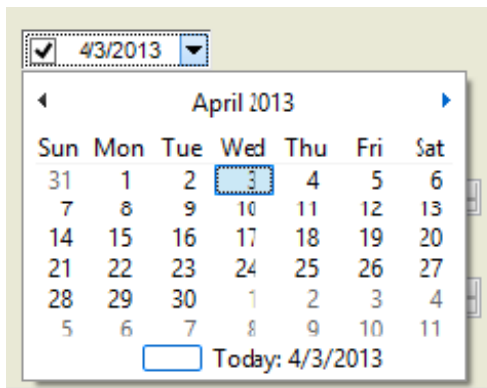 4/3/2013
April 2013
Sun Mon Tue Wed Thu Fri Sat
31 1 2 3 4 5 6
7 8 9 10 11 12 13
14 15 16 17 18 19 20
21 22 23 24 25 26 27
28 29 30 1 2 3 4
5 6 7 8 9 10 11
Today: 4/3/2013